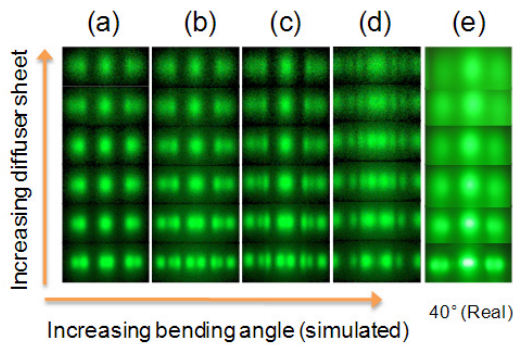 (a) (b) (c) (d) (e)
Increasing diffuser sheet
40° (Real)
Increasing bending angle (simulated)